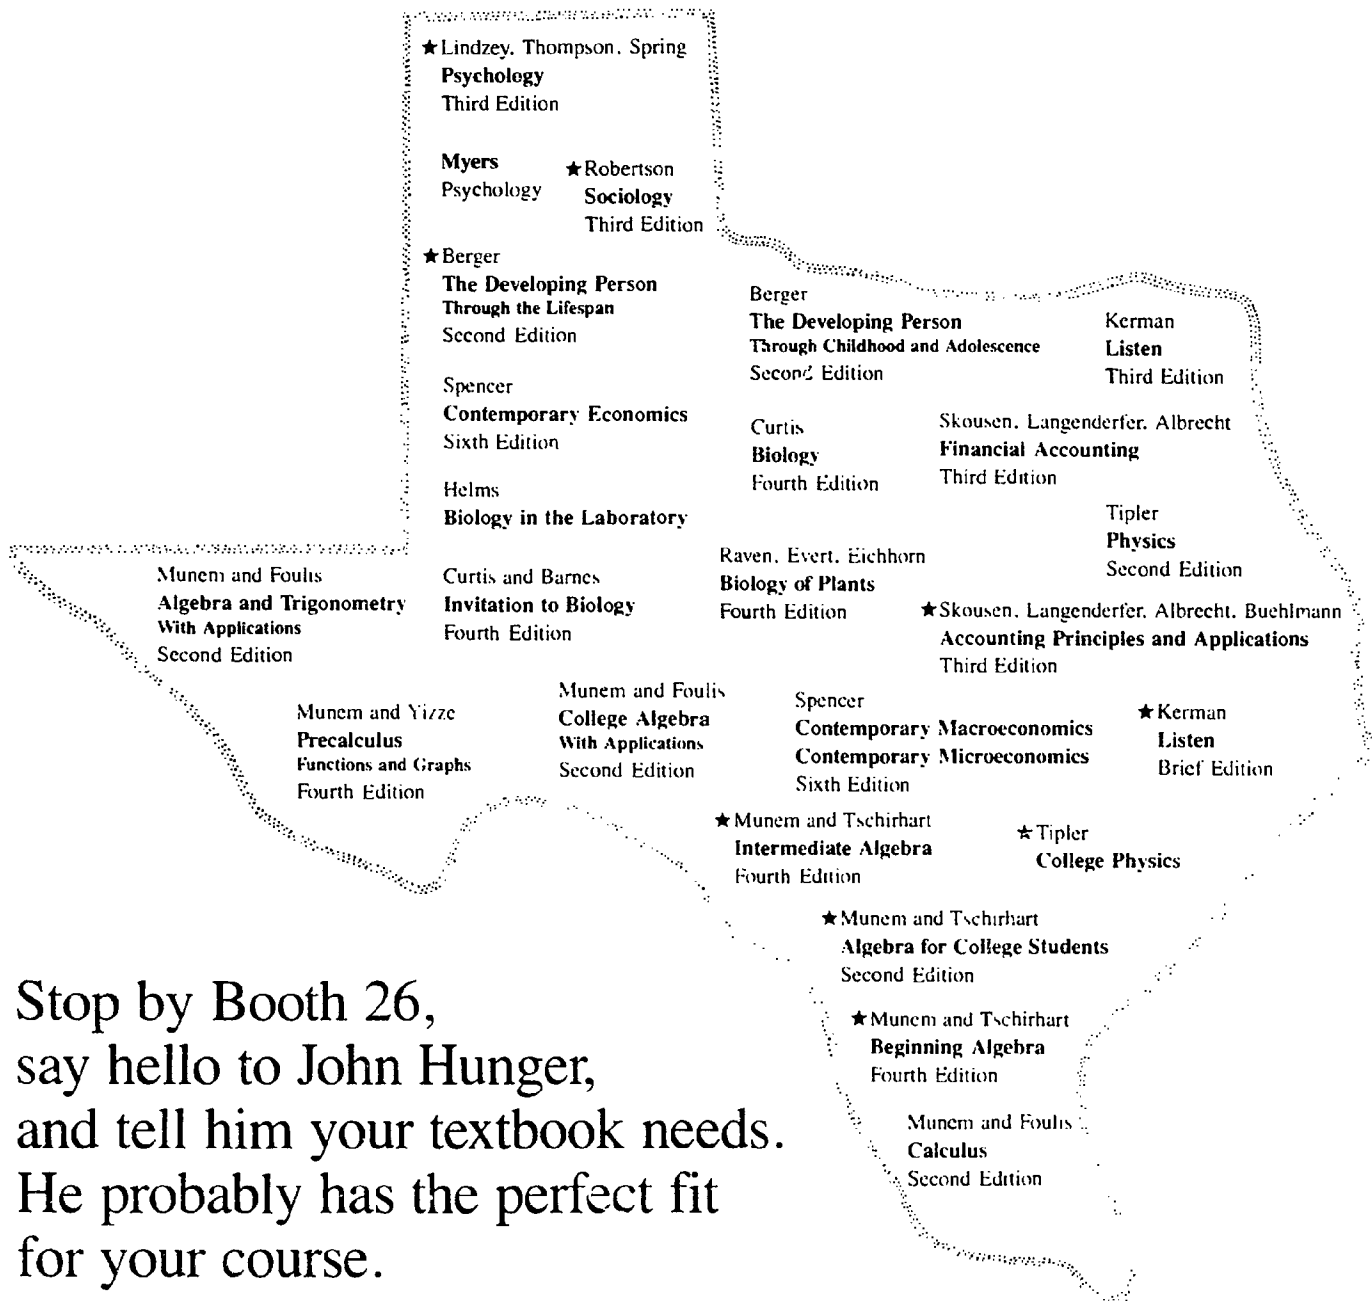 ★Lindzey, Thompson, Spring
Psychology
Third Edition
Myers
Psychology
★Robertson
Sociology
Third Edition
★Berger
The Developing Person
Through the Lifespan
Second Edition
Berger
The Developing Person
Through Childhood and Adolescence
Second Edition
Kerman
Listen
Third Edition
Spencer
Contemporary Economics
Sixth Edition
Curtis
Biology
Fourth Edition
Skousen, Langenderfer, Albrecht
Financial Accounting
Third Edition
Helms
Biology in the Laboratory
Tipler
Physics
Second Edition
Munem and Foulis
Algebra and Trigonometry
With Applications
Second Edition
Curtis and Barnes
Invitation to Biology
Fourth Edition
Raven, Evert, Eichhorn
Biology of Plants
Fourth Edition
★Skousen, Langenderfer, Albrecht, Buehlmann
Accounting Principles and Applications
Third Edition
Munem and Yizze
Precalculus
Functions and Graphs
Fourth Edition
Munem and Foulis
College Algebra
With Applications
Second Edition
Spencer
Contemporary Macroeconomics
Contemporary Microeconomics
Sixth Edition
★Kerman
Listen
Brief Edition
★Munem and Tschirhart
Intermediate Algebra
Fourth Edition
★Tipler
College Physics
★Munem and Tschirhart
Algebra for College Students
Second Edition
★Munem and Tschirhart
Beginning Algebra
Fourth Edition
Munem and Foulis
Calculus
Second Edition
Stop by Booth 26,
say hello to John Hunger,
and tell him your textbook needs.
He probably has the perfect fit
for your course.